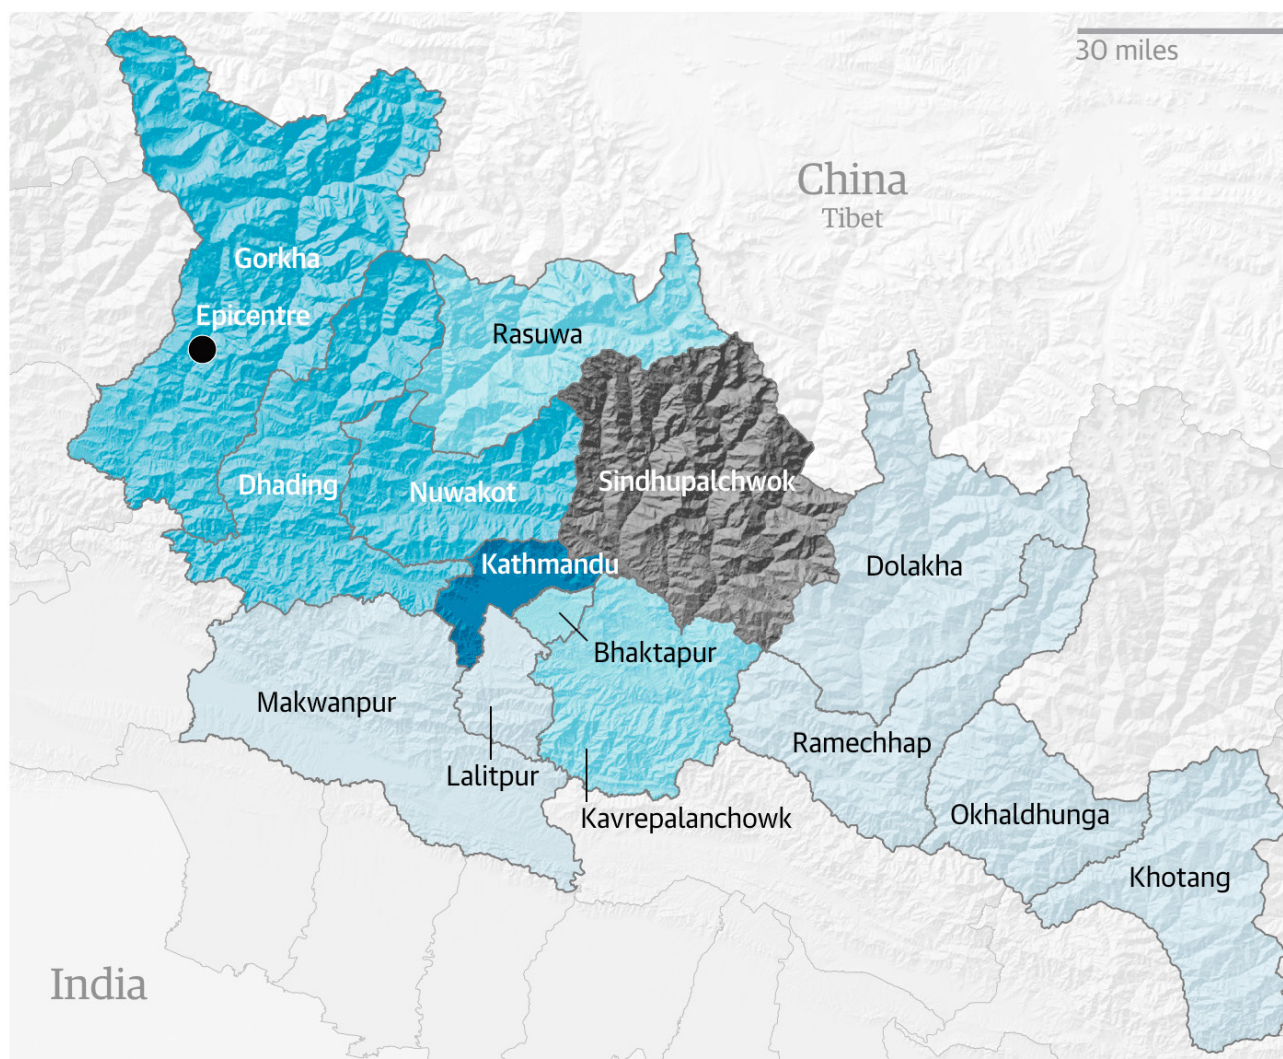 30 miles
China
Tibet
Gorkha
Epicentre
Rasuwa
Dhading
Nuwakot
Sindhupalchwok
Kathmandu
Dolakha
Bhaktapur
Makwanpur
Ramechhap
Lalitpur
Kavrepalanchowk
Okhaldhunga
Khotang
India